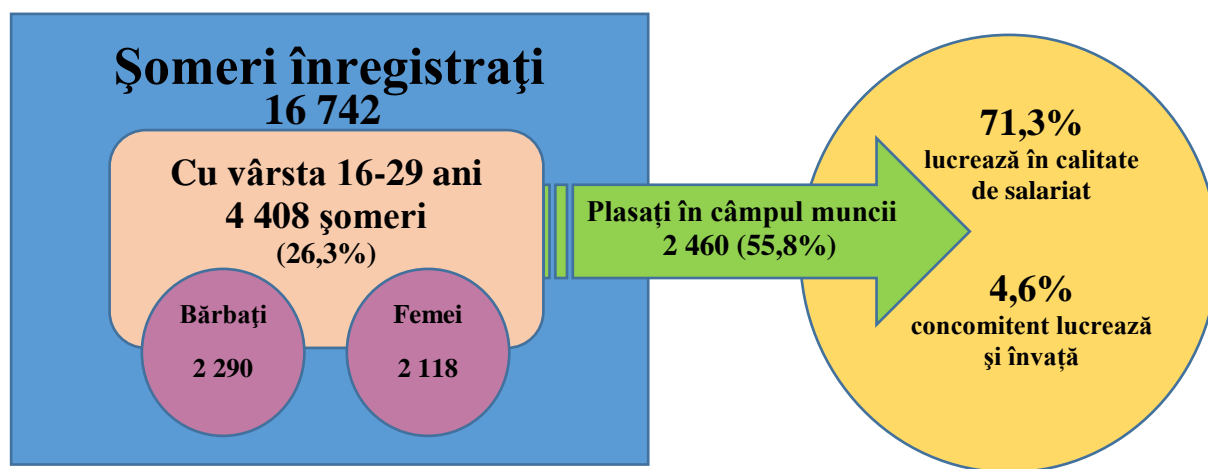 Şomeri înregistraţi
16 742
Cu vârsta 16-29 ani
4 408 şomeri
(26,3%)
Bărbaţi
2 290
Femei
2 118
Plasați în câmpul muncii
2 460 (55,8%)
71,3%
lucrează în calitate
de salariat
4,6%
concomitent lucrează
şi învață